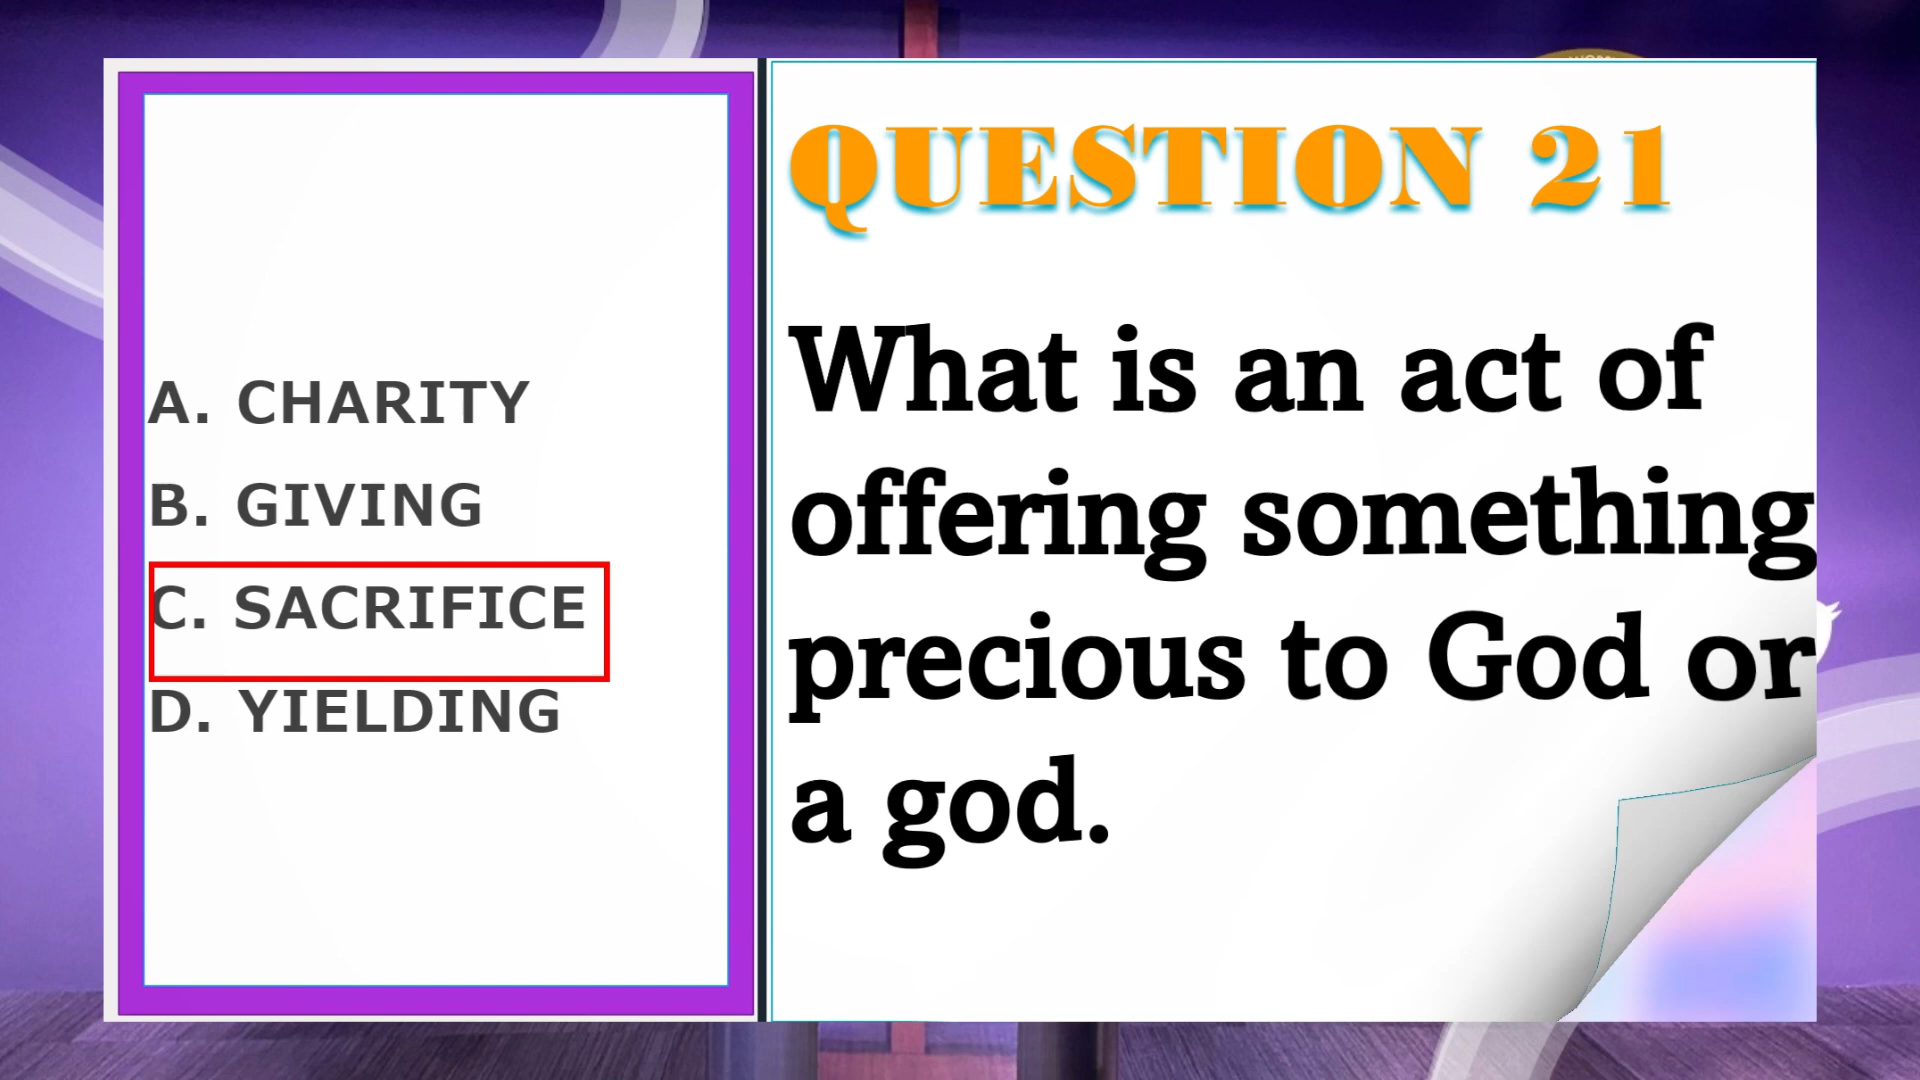 A. CHARITY
B. GIVING
C. SACRIFICE
D. YIELDING
QUESTION 21
What is an act of
offering something
precious to God or
a god.